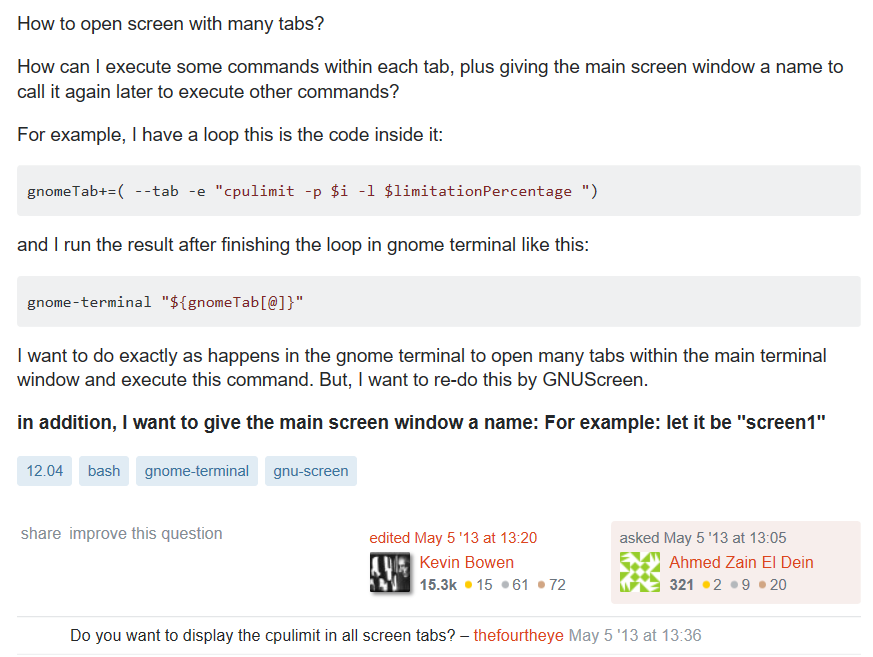 How to open screen with many tabs?
How can I execute some commands within each tab, plus giving the main screen window a name to
call it again later to execute other commands?
For example, I have a loop this is the code inside it:
gnomeTab+=( --tab -e "cpulimit -p $i -l $limitationPercentage ")
and I run the result after finishing the loop in gnome terminal like this:
gnome-terminal "${gnomeTab[@]}"
I want to do exactly as happens in the gnome terminal to open many tabs within the main terminal
window and execute this command. But, I want to re-do this by GNUScreen.
in addition, I want to give the main screen window a name: For example: let it be "screen1"
12.04 bash gnome-terminal gnu-screen
share improve this question
edited May 5 '13 at 13:20
Kevin Bowen
15.3k 15 61 72
asked May 5 '13 at 13:05
Ahmed Zain El Dein
321 2 9 20
Do you want to display the cpulimit in all screen tabs? – thefourtheye May 5 '13 at 13:36